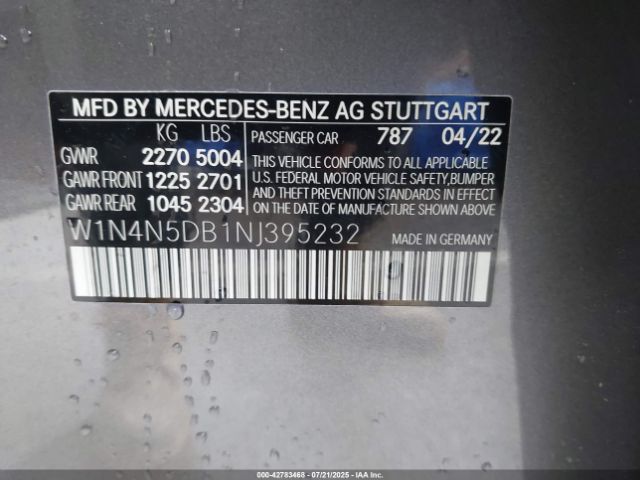 MFD BY MERCEDES-BENZ AG STUTTGART
KG LBS PASSENGER CAR 787 04/22
GVWR 2270 5004
GAWR FRONT 1225 2701
GAWR REAR 1045 2304
THIS VEHICLE CONFORMS TO ALL APPLICABLE
U.S. FEDERAL MOTOR VEHICLE SAFETY,BUMPER
AND THEFT PREVENTION STANDARDS IN EFFECT
ON THE DATE OF MANUFACTURE SHOWN ABOVE.
W1N4N5DB1NJ395232 MADE IN GERMANY
000-42783468 - 07/21/2025 - IAA Inc.